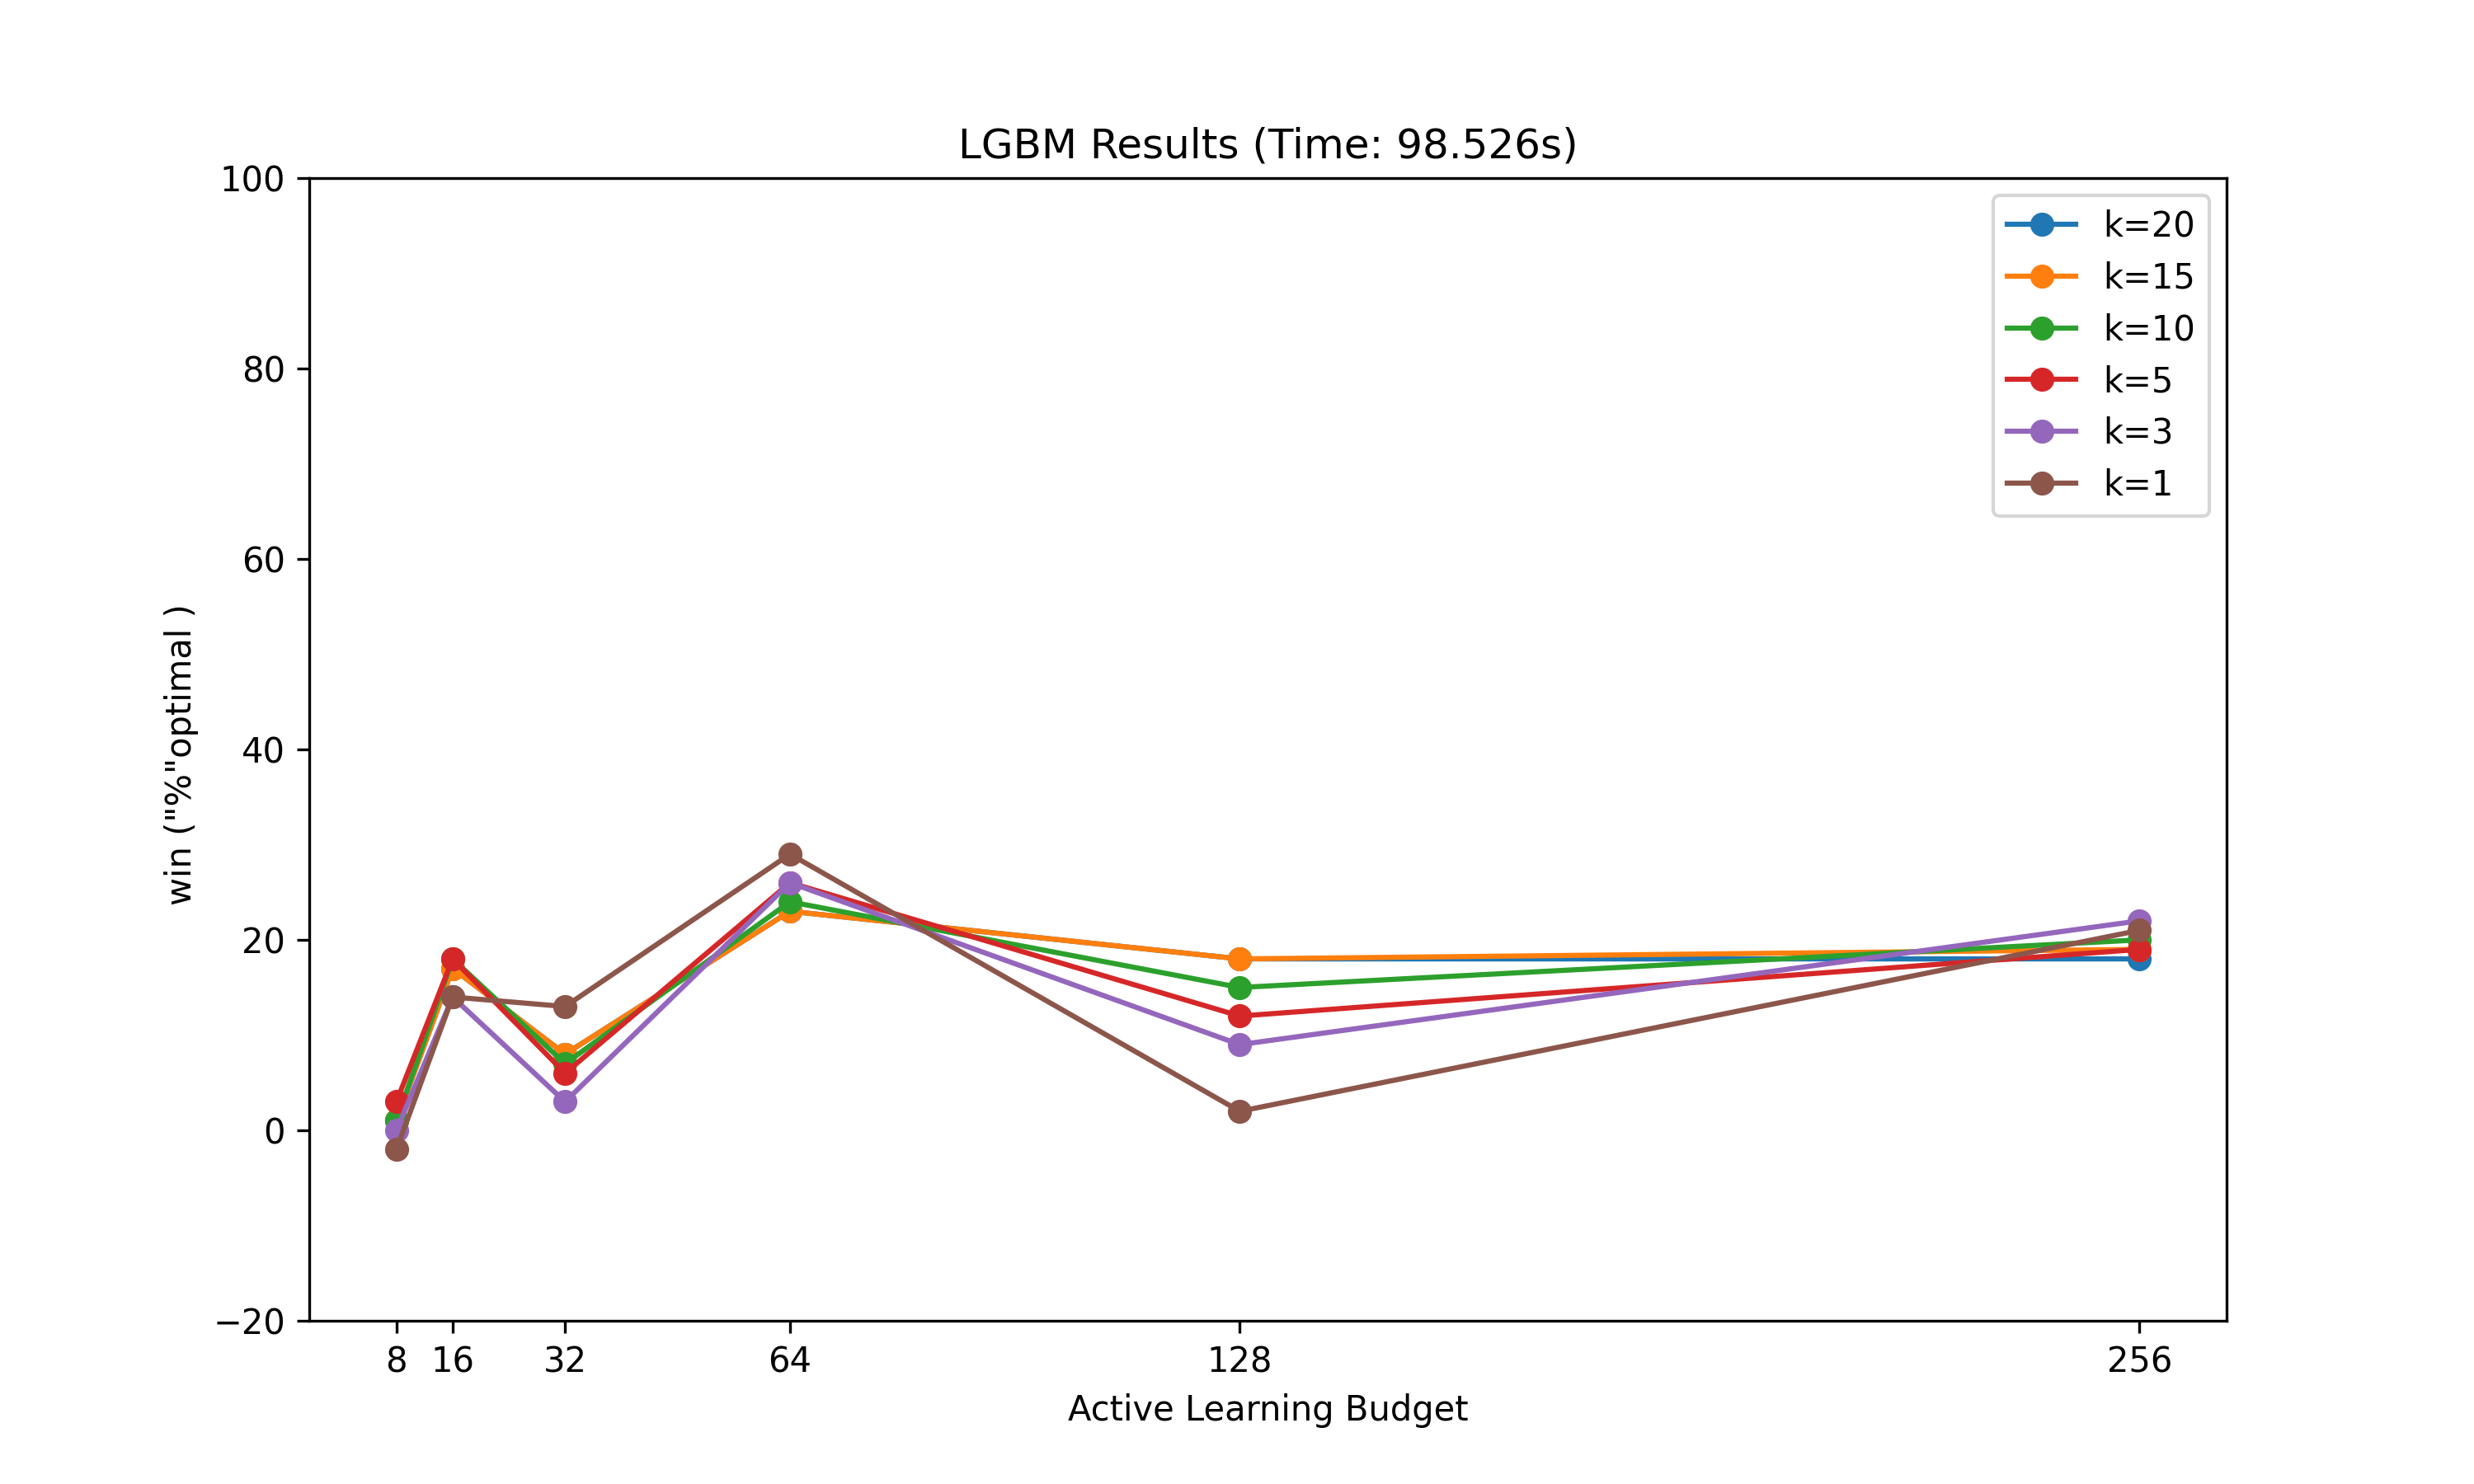 LGBM Results (Time: 98.526s)
100
80
60
40
20
0
−20
win ("%"optimal )
k=20
k=15
k=10
k=5
k=3
k=1
8 16 32 64 128 256
Active Learning Budget